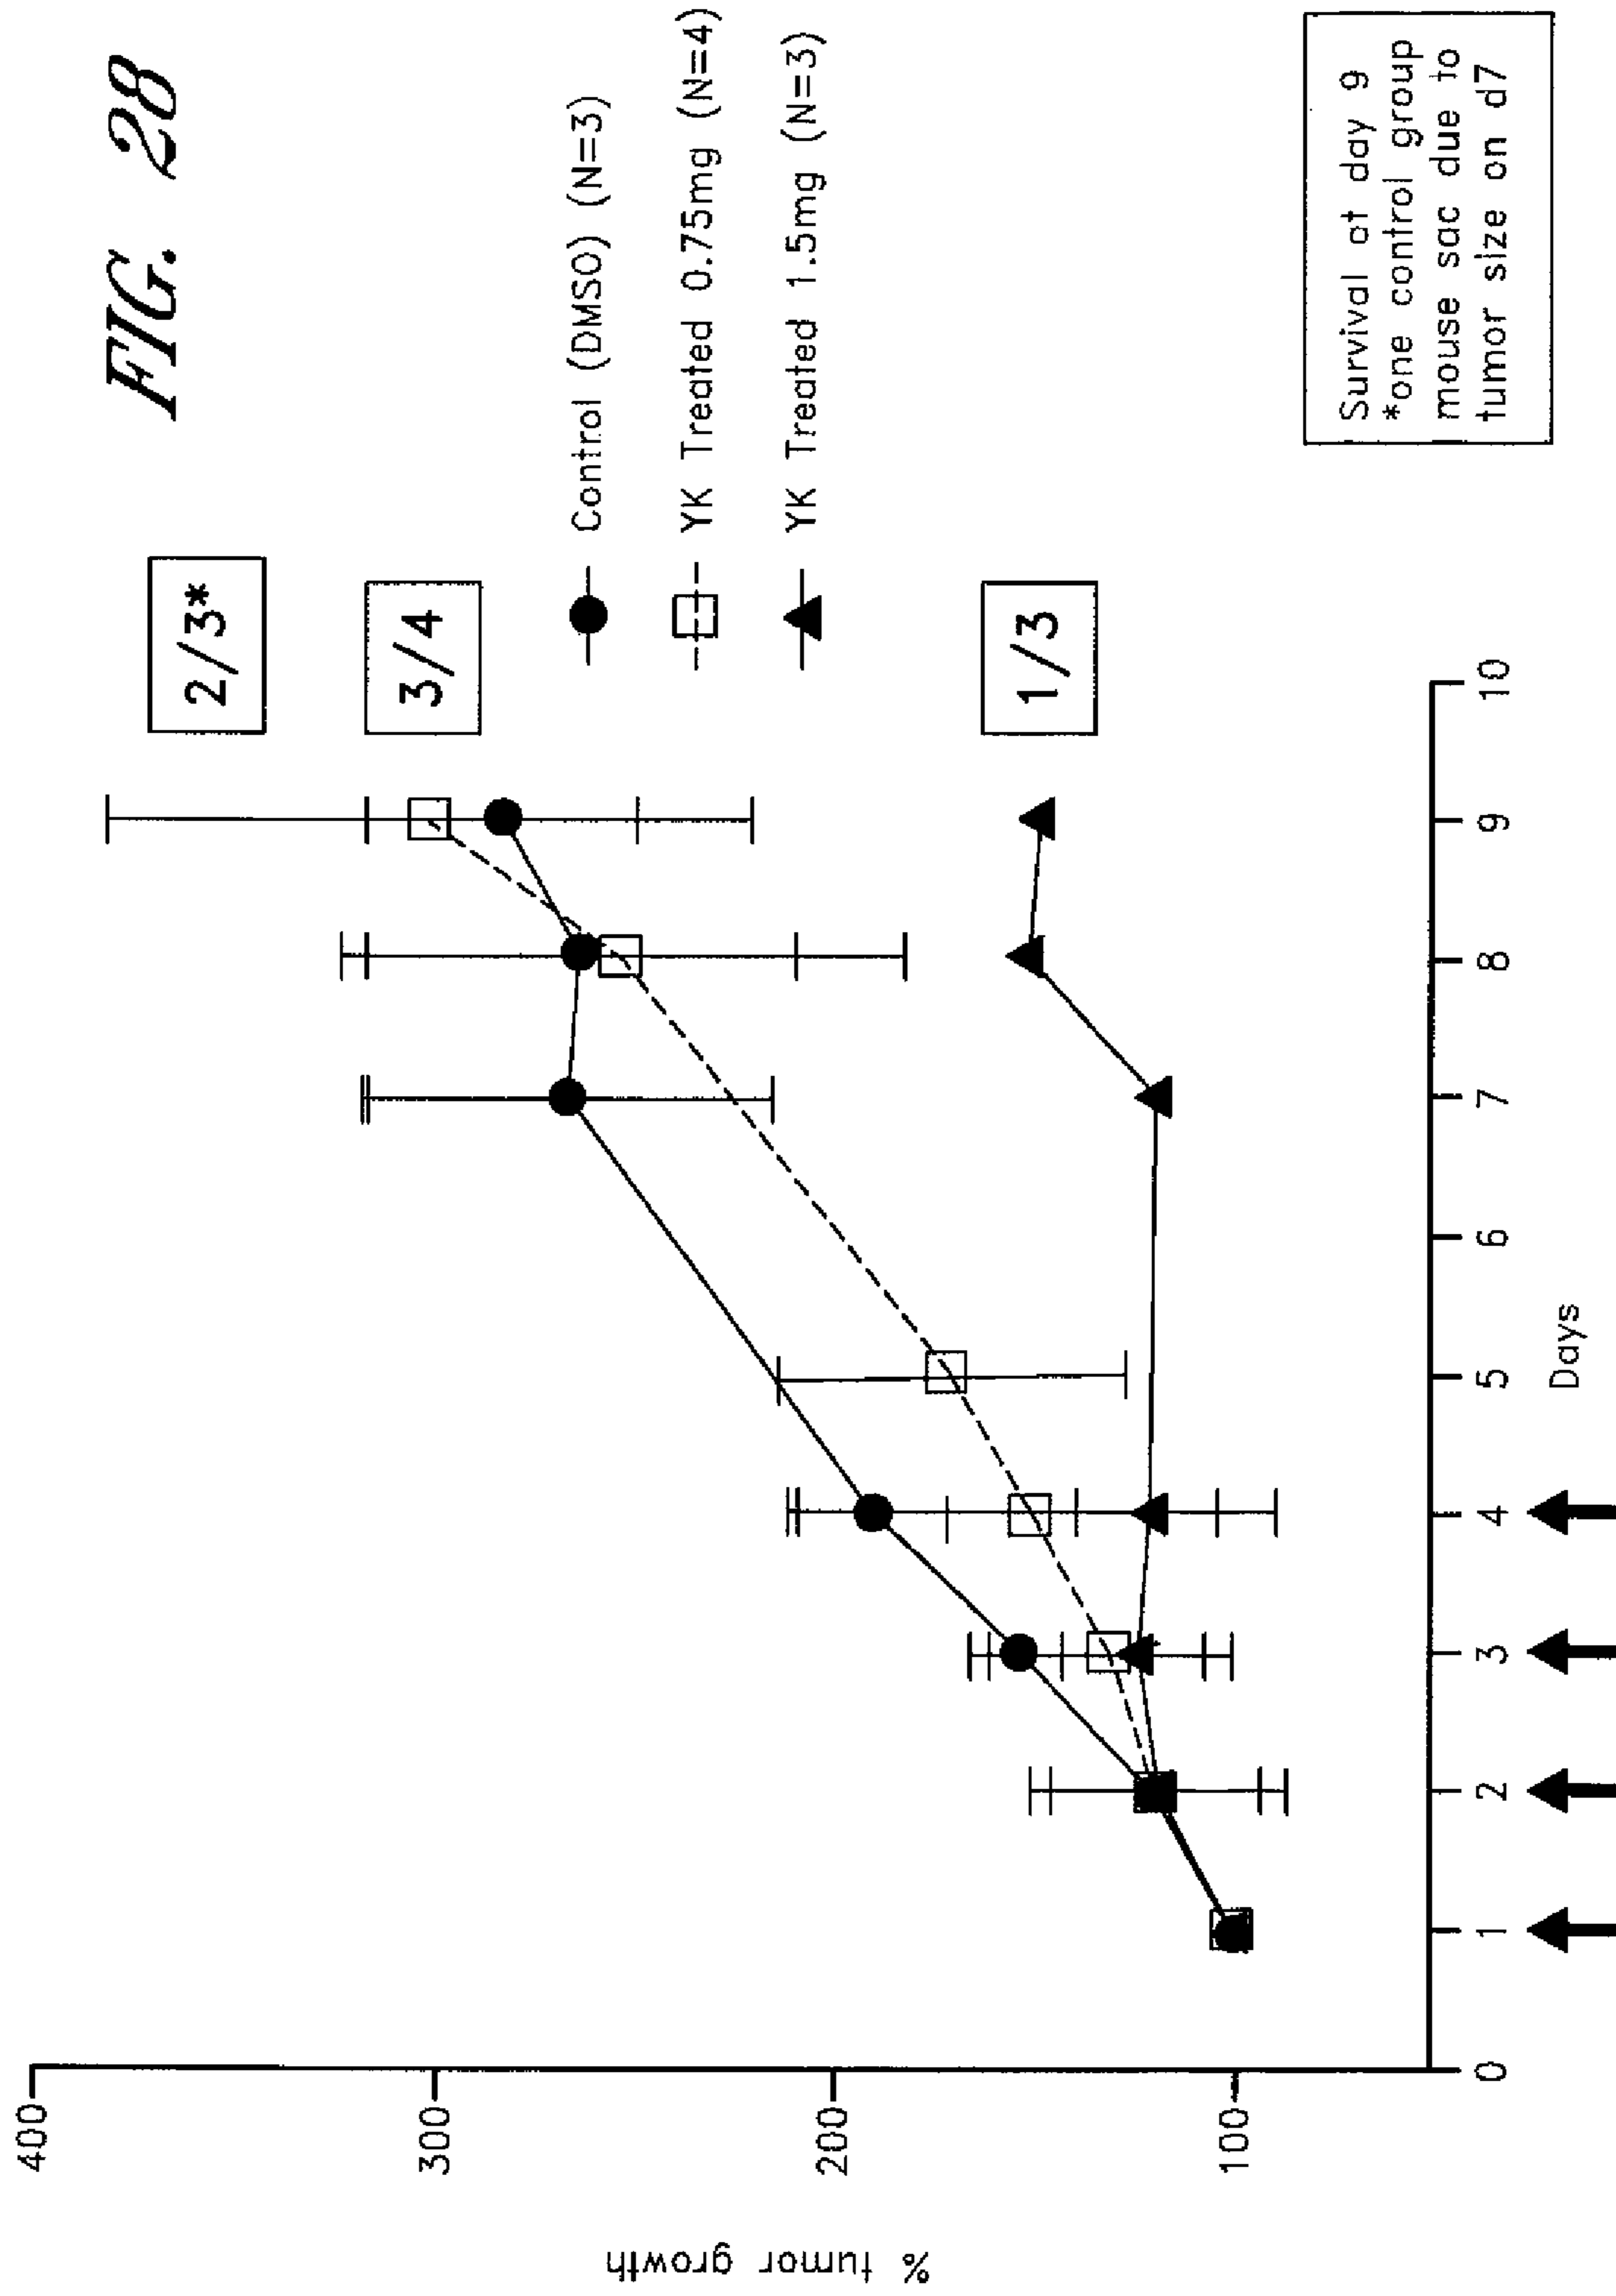 FIG. 28
400
300
200
100
% tumor growth
0
1
2
3
4
5
6
7
8
9
10
Days
2/3*
3/4
1/3
Control (DMSO) (N=3)
YK Treated 0.75mg (N=4)
YK Treated 1.5mg (N=3)
Survival at day 9
*one control group
mouse sac due to
tumor size on d7